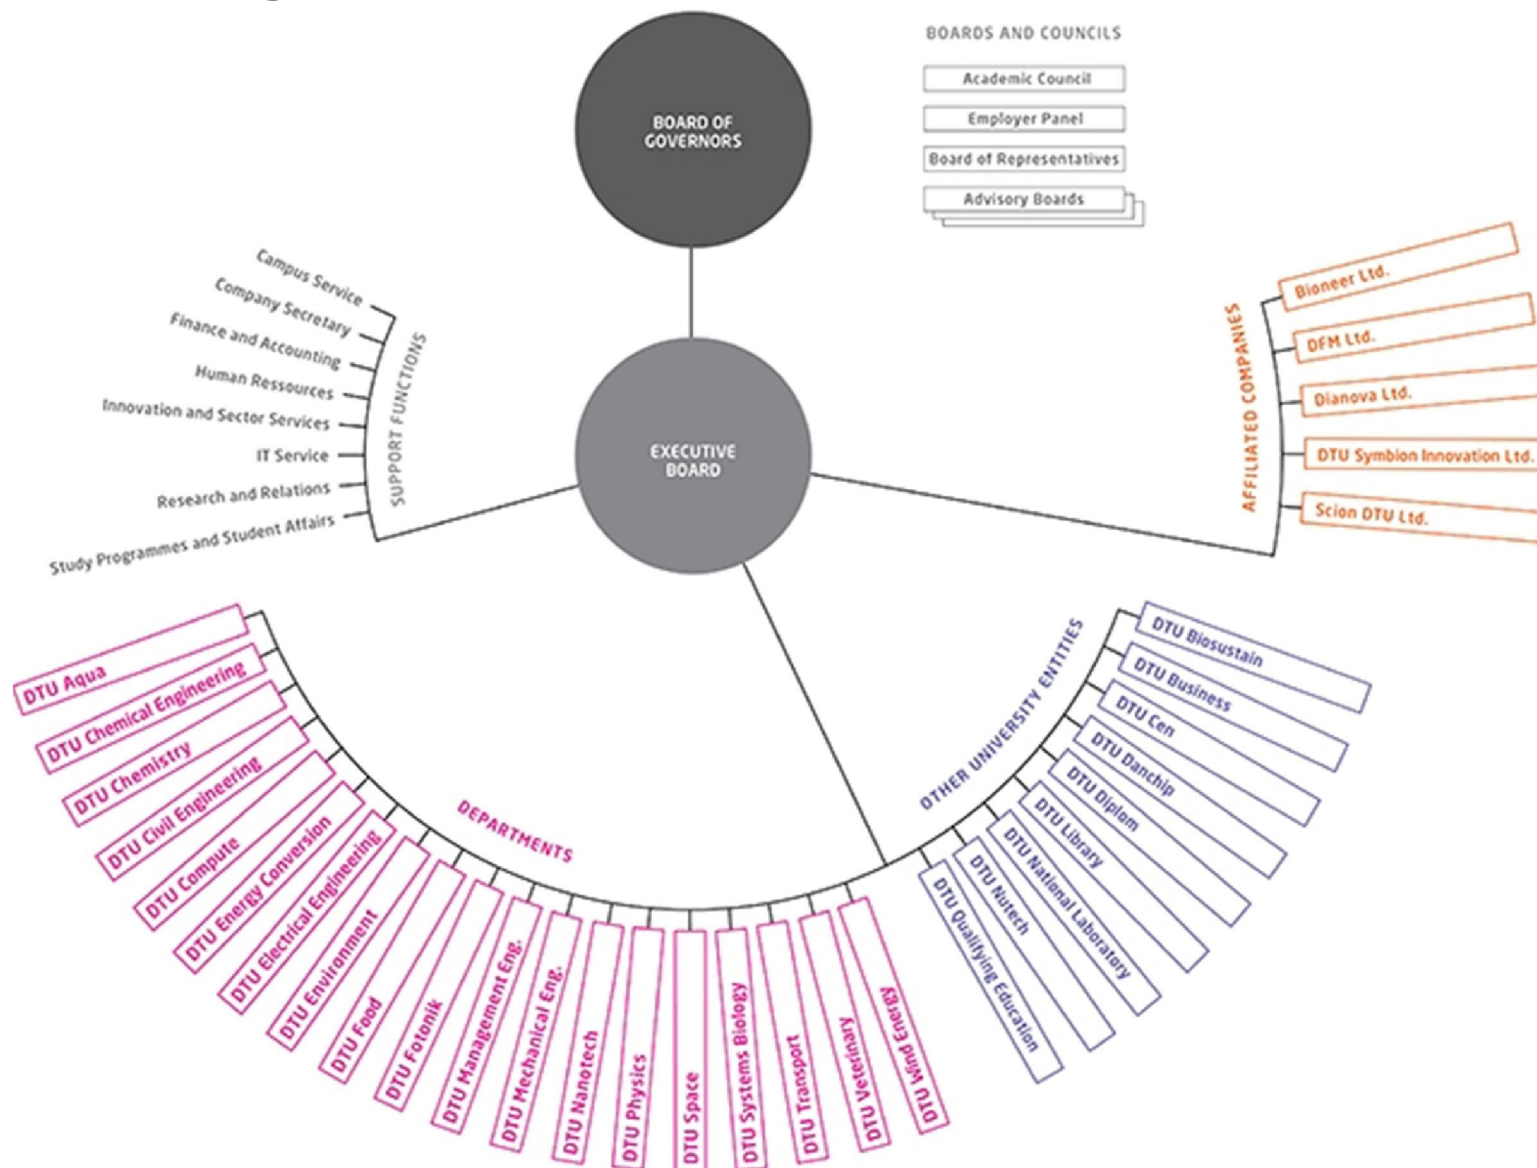 BOARD OF
GOVERNORS
BOARDS AND COUNCILS
Academic Council
Employer Panel
Board of Representatives
Advisory Boards
EXECUTIVE
BOARD
SUPPORT FUNCTIONS
Campus Service
Company Secretary
Finance and Accounting
Human Ressources
Innovation and Sector Services
IT Service
Research and Relations
Study Programmes and Student Affairs
AFFILIATED COMPANIES
Bioneer Ltd.
DFM Ltd.
Dianova Ltd.
DTU Symbion Innovation Ltd.
Scion DTU Ltd.
DEPARTMENTS
DTU Aqua
DTU Chemical Engineering
DTU Chemistry
DTU Civil Engineering
DTU Compute
DTU Energy Conversion
DTU Electrical Engineering
DTU Environment
DTU Food
DTU Fotonik
DTU Management Eng.
DTU Mechanical Eng.
DTU Nanotech
DTU Physics
DTU Space
DTU Systems Biology
DTU Transport
DTU Veterinary
DTU Wind Energy
OTHER UNIVERSITY ENTITIES
DTU Biosustain
DTU Business
DTU Cen
DTU Danchip
DTU Diplom
DTU Library
DTU National Laboratory
DTU Nutech
DTU Qualifying Education